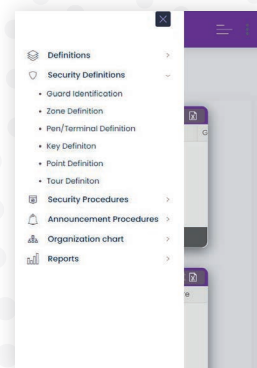 Definitions
Security Definitions
Guard Identification
Zone Definition
Pen/Terminal Definition
Key Definiton
Point Definition
Tour Definiton
Security Procedures
Announcement Procedures
Organization chart
Reports